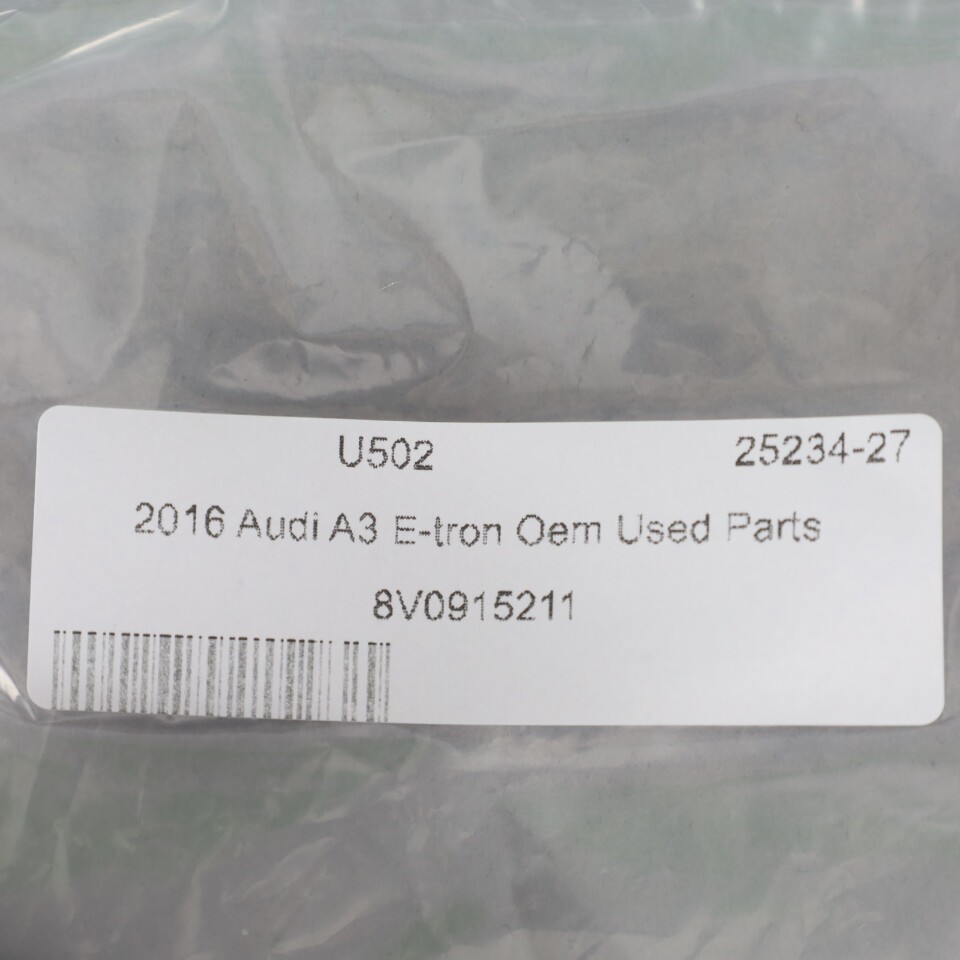 U502 25234-27
2016 Audi A3 E-tron Oem Used Parts
8V0915211